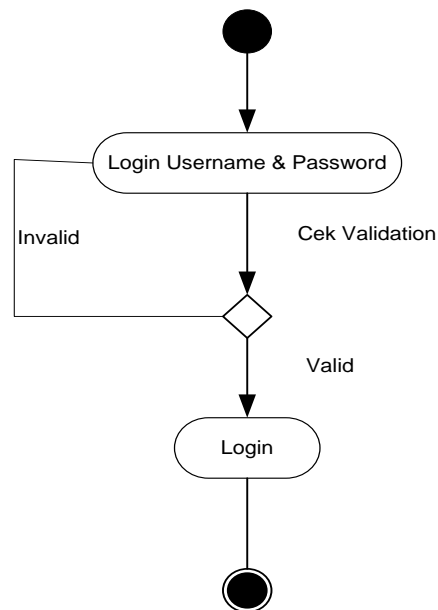 Login Username & Password
Invalid
Cek Validation
Valid
Login